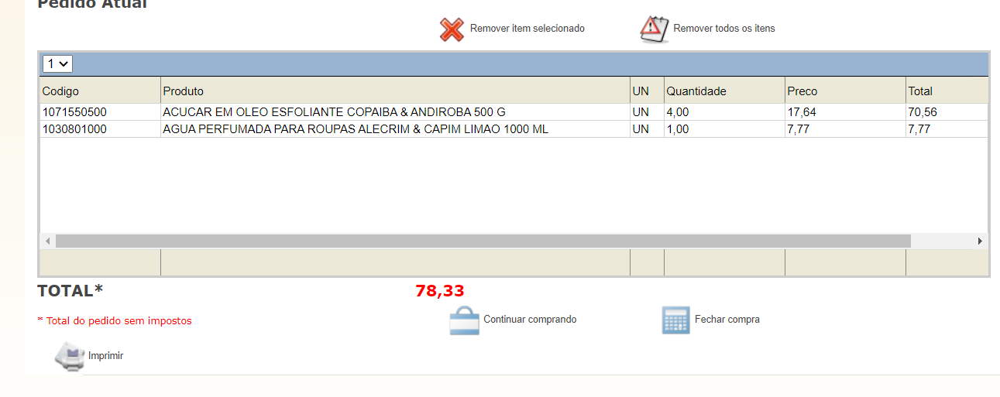 Pedido Atual
Remover item selecionado Remover todos os itens
1
Codigo Produto UN Quantidade Preco Total
1071550500 ACUCAR EM OLEO ESFOLIANTE COPAIBA & ANDIROBA 500 G UN 4,00 17,64 70,56
1030801000 AGUA PERFUMADA PARA ROUPAS ALECRIM & CAPIM LIMAO 1000 ML UN 1,00 7,77 7,77
TOTAL* 78,33
* Total do pedido sem impostos Continuar comprando Fechar compra
Imprimir